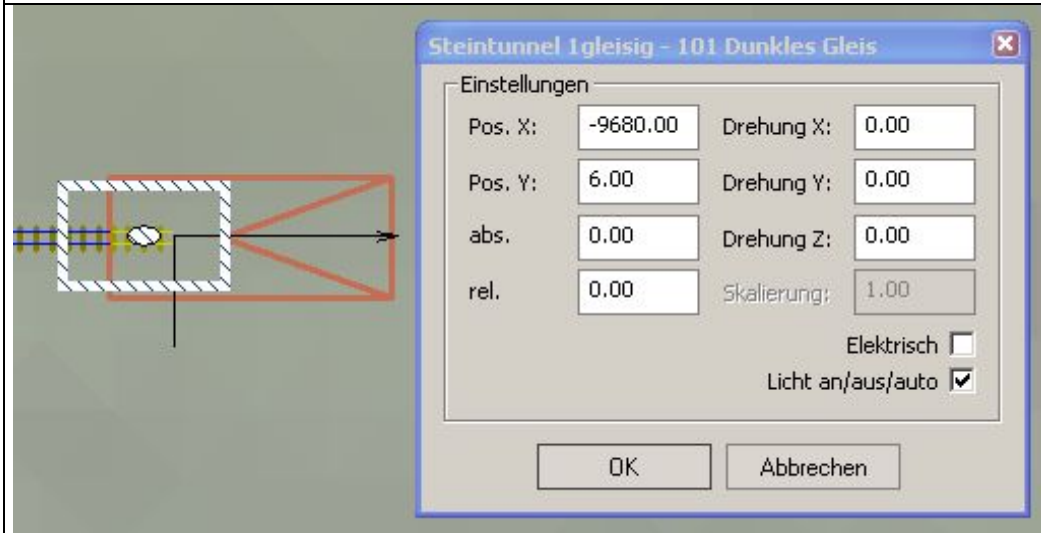 Steintunnel 1gleisig - 101 Dunkles Gleis
Einstellungen
Pos. X: -9680.00 Drehung X: 0.00
Pos. Y: 6.00 Drehung Y: 0.00
abs. 0.00 Drehung Z: 0.00
rel. 0.00 Skalierung: 1.00
Elektrisch
Licht an/aus/auto
OK Abbrechen